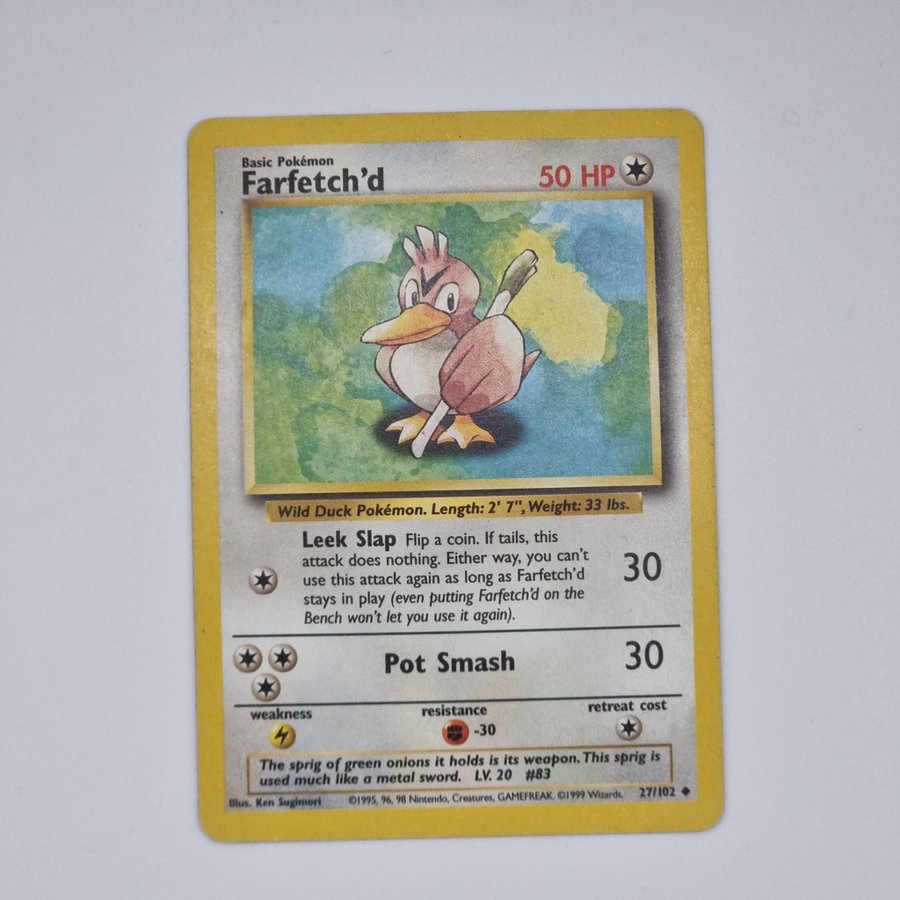 Basic Pokémon
Farfetch'd
50 HP
Wild Duck Pokémon. Length: 2' 7", Weight: 33 lbs.
Leek Slap Flip a coin. If tails, this
attack does nothing. Either way, you can't
use this attack again as long as Farfetch'd
stays in play (even putting Farfetch'd on the
Bench won't let you use it again).
30
Pot Smash
30
weakness
resistance
retreat cost
-30
The sprig of green onions it holds is its weapon. This sprig is
used much like a metal sword. LV. 20 #83
Illus. Ken Sugimori ©1995, 96, 98 Nintendo, Creatures, GAMEFREAK. ©1999 Wizards. 27/102